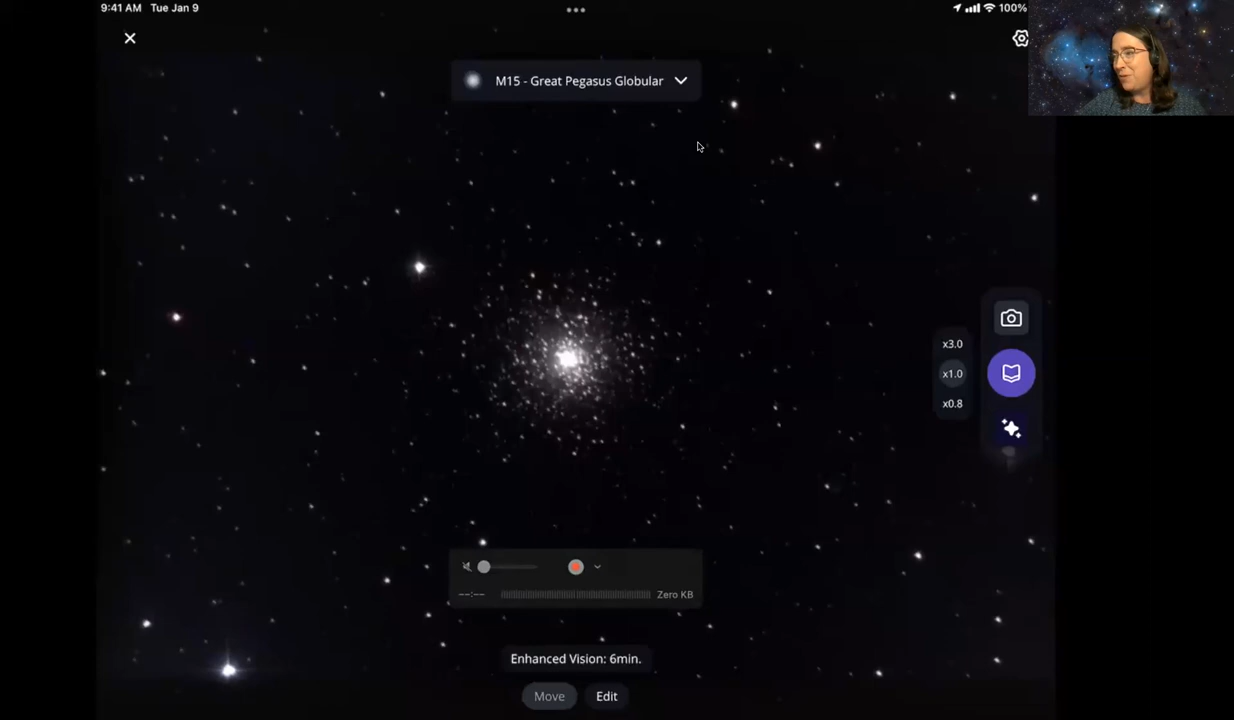 9:41 AM Tue Jan 9
100%
M15 - Great Pegasus Globular
x3.0
x1.0
x0.8
--:--
Zero KB
Enhanced Vision: 6min.
Move
Edit